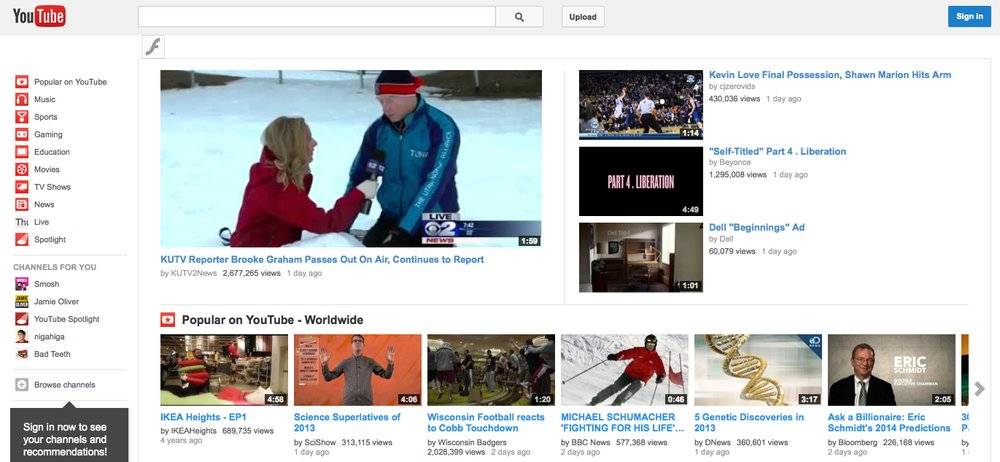 YouTube
Upload
Sign in
Popular on YouTube
Music
Sports
Gaming
Education
Movies
TV Shows
News
Thu Live
Spotlight
CHANNELS FOR YOU
Smosh
JAMIE OLIVER
Jamie Oliver
YouTube Spotlight
nigahiga
Bad Teeth
Browse channels
Sign in now to see
your channels and
recommendations!
LIVE
2
7:42
NEWS
1:59
KUTV Reporter Brooke Graham Passes Out On Air, Continues to Report
by KUTV2News 2,677,265 views 1 day ago
1:14
Kevin Love Final Possession, Shawn Marion Hits Arm
by cjzerovids
430,036 views 1 day ago
PART 4 . LIBERATION
4:49
"Self-Titled" Part 4 . Liberation
by Beyonce
1,295,008 views 1 day ago
1:01
Dell "Beginnings" Ad
by Dell
60,079 views 1 day ago
Popular on YouTube - Worldwide
4:58
IKEA Heights - EP1
by IKEAHeights 689,735 views
4 years ago
4:06
Science Superlatives of
2013
by SciShow 313,115 views
1 day ago
1:20
Wisconsin Football reacts
to Cobb Touchdown
by Wisconsin Badgers
2,028,399 views 2 days ago
0:46
MICHAEL SCHUMACHER
'FIGHTING FOR HIS LIFE'...
by BBC News 577,368 views
2 days ago
NEWS
3:17
5 Genetic Discoveries in
2013
by DNews 360,601 views
1 day ago
ERIC
SCHMIDT
GOOGLE
EXECUTIVE CHAIRMAN
2:05
Ask a Billionaire: Eric
Schmidt's 2014 Predictions
by Bloomberg 226,168 views
2 days ago